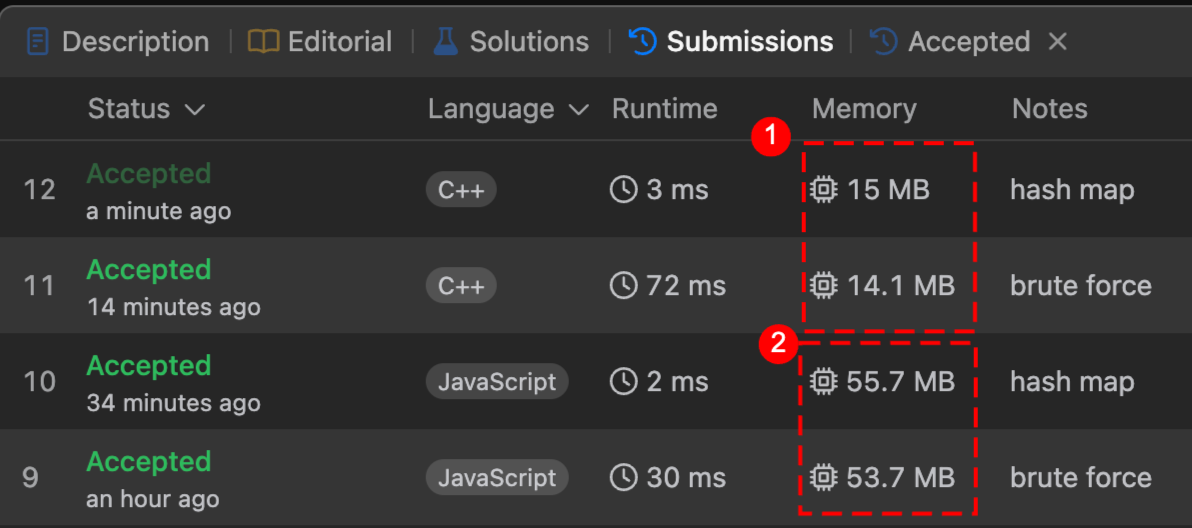 Description Editorial Solutions Submissions Accepted
Status Language Runtime Memory Notes
1
12 Accepted C++ 3 ms 15 MB hash map
a minute ago
11 Accepted C++ 72 ms 14.1 MB brute force
14 minutes ago
2
10 Accepted JavaScript 2 ms 55.7 MB hash map
34 minutes ago
9 Accepted JavaScript 30 ms 53.7 MB brute force
an hour ago